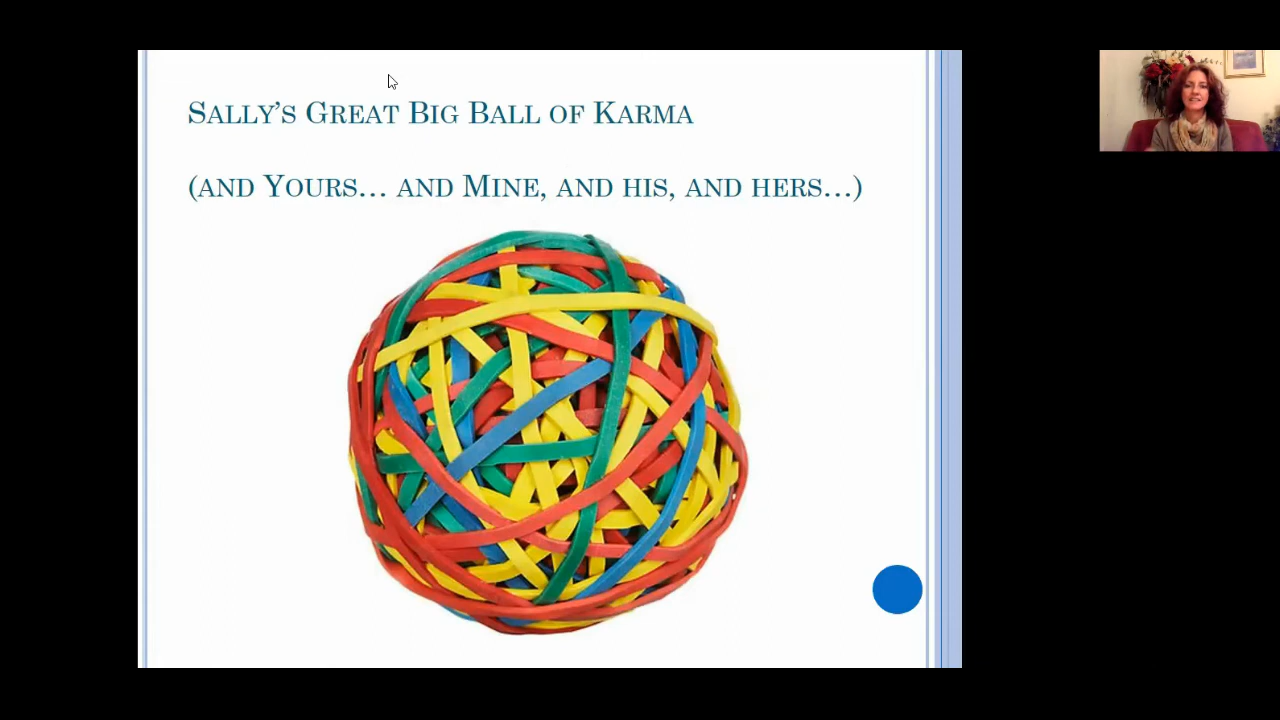 Sally's Great Big Ball of Karma
(and Yours... and Mine, and his, and hers...)